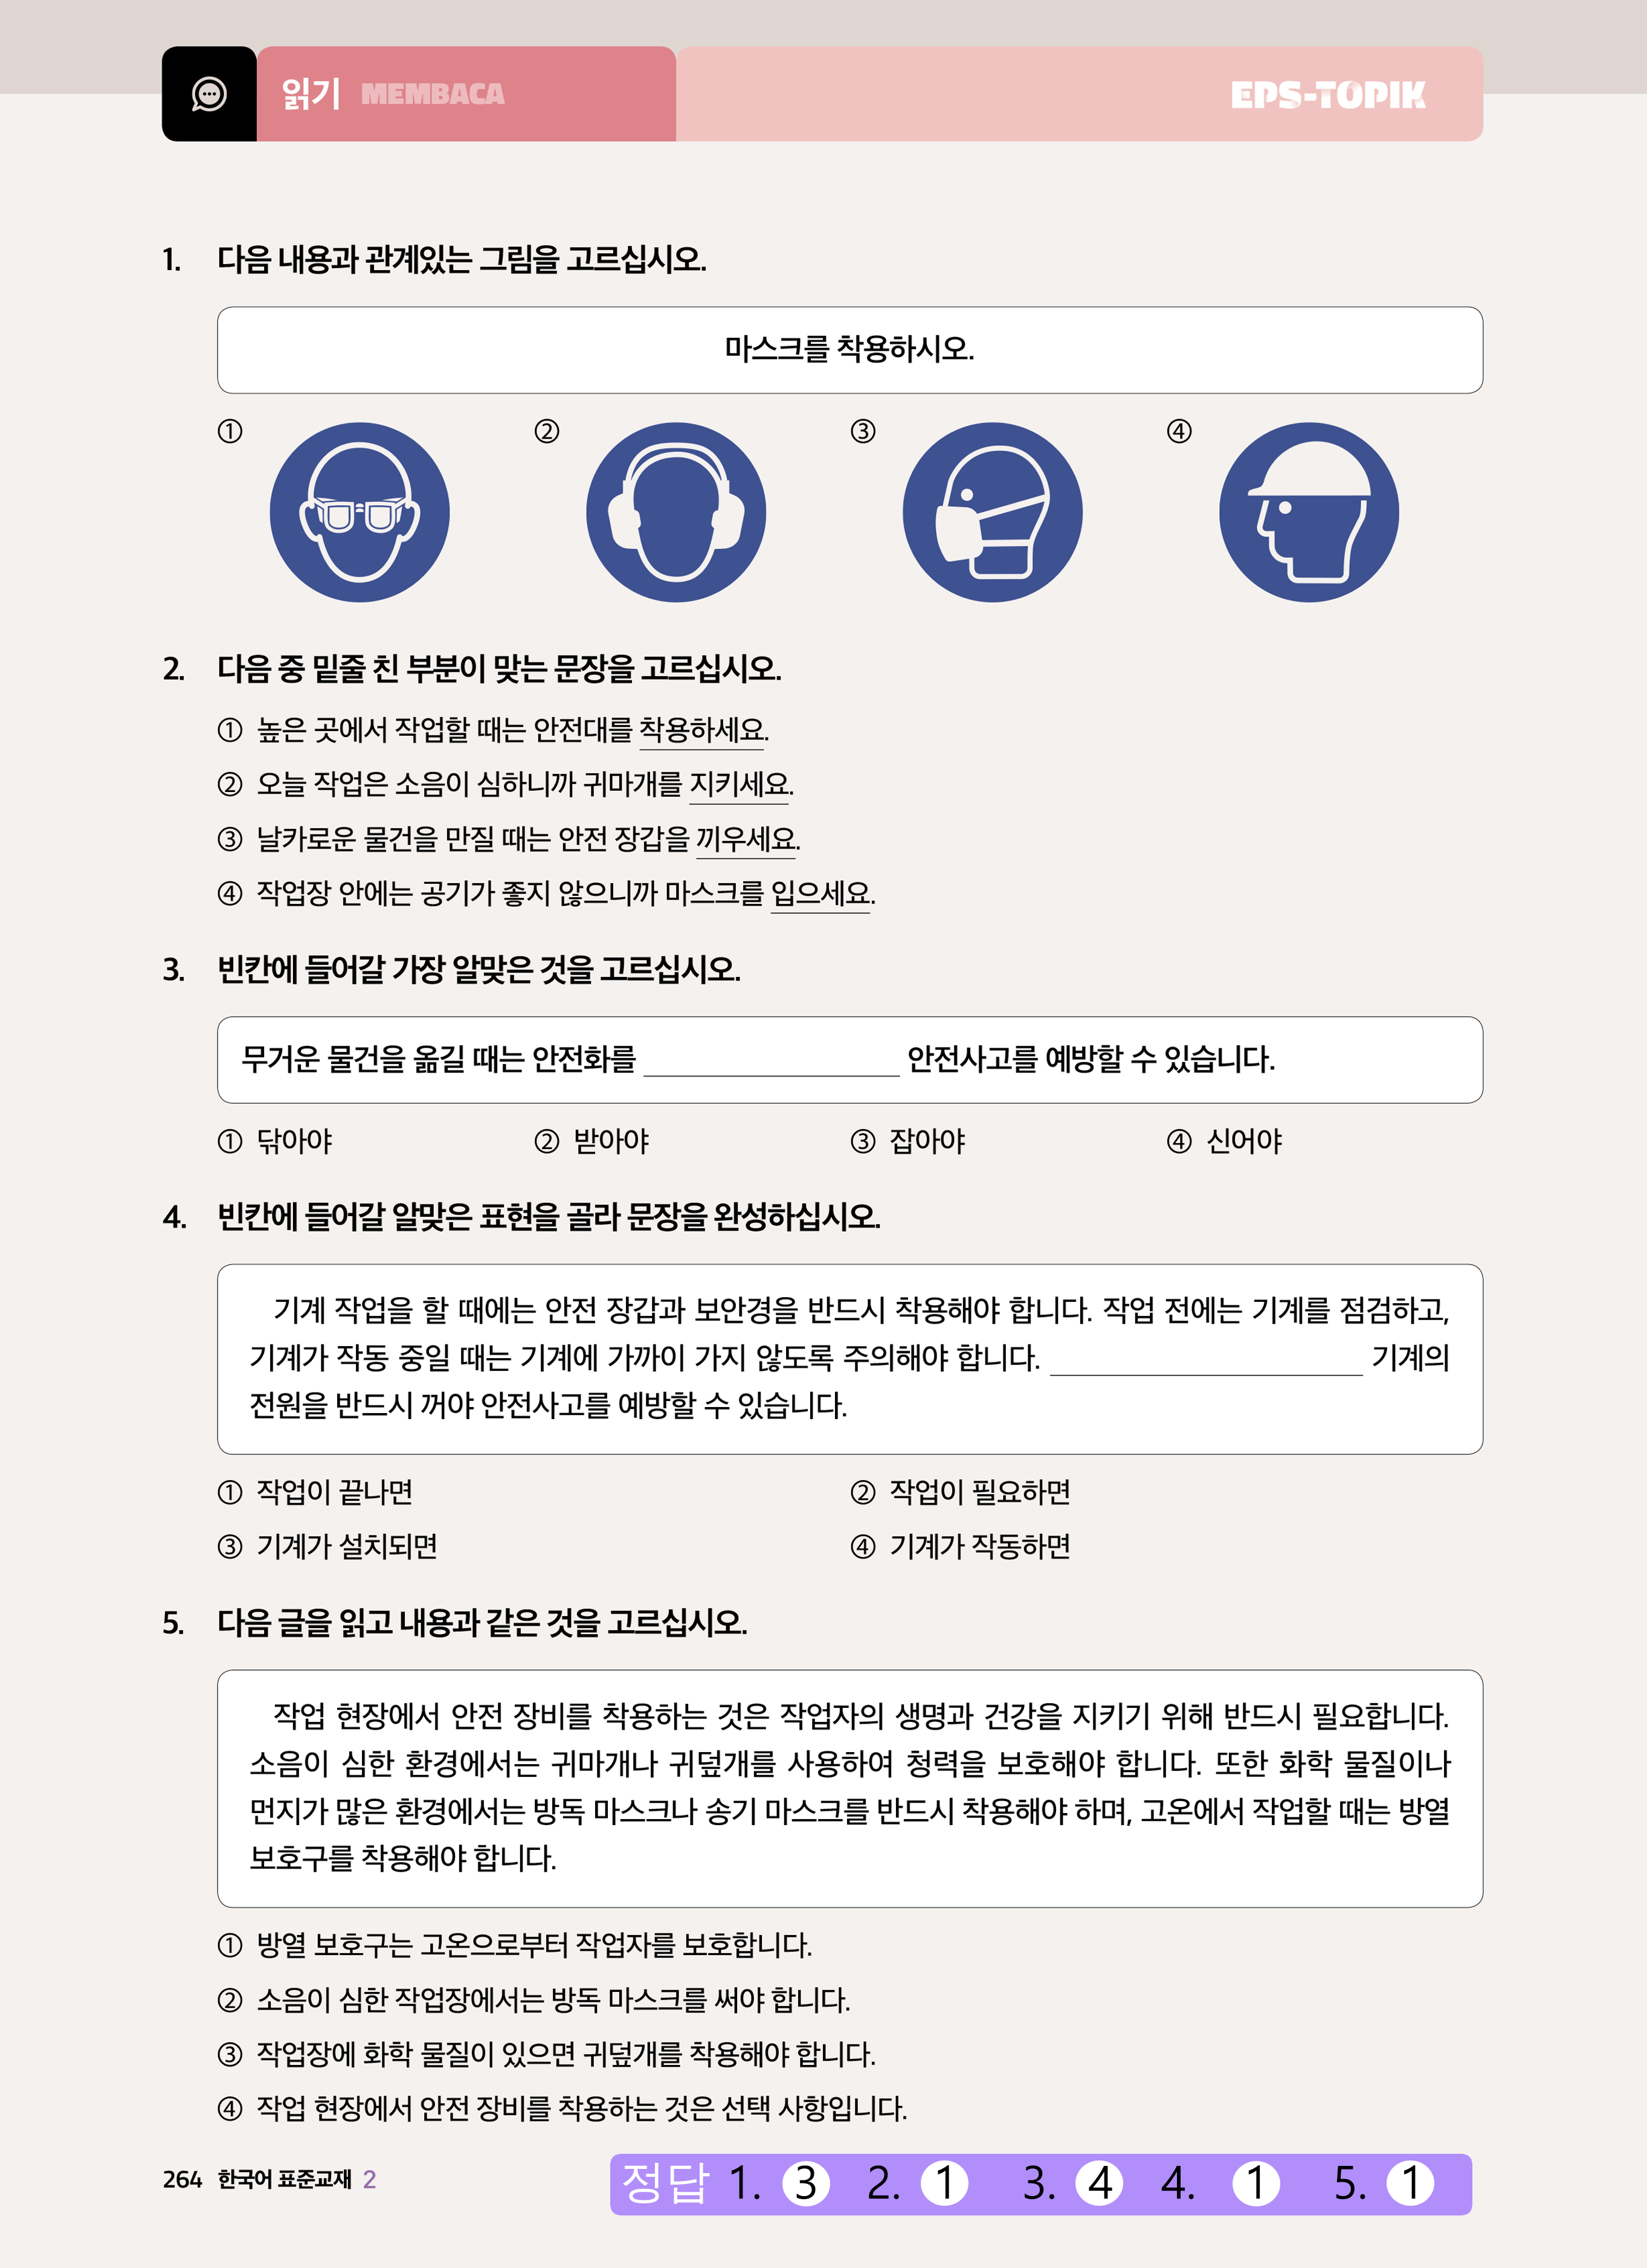 읽기 MEMBACA EPS-TOPIK
1. 다음 내용과 관계있는 그림을 고르십시오.
마스크를 착용하시오.
① ② ③ ④
2. 다음 중 밑줄 친 부분이 맞는 문장을 고르십시오.
① 높은 곳에서 작업할 때는 안전대를 착용하세요.
② 오늘 작업은 소음이 심하니까 귀마개를 지키세요.
③ 날카로운 물건을 만질 때는 안전 장갑을 끼우세요.
④ 작업장 안에는 공기가 좋지 않으니까 마스크를 입으세요.
3. 빈칸에 들어갈 가장 알맞은 것을 고르십시오.
무거운 물건을 옮길 때는 안전화를 ____________ 안전사고를 예방할 수 있습니다.
① 닦아야 ② 받아야 ③ 잡아야 ④ 신어야
4. 빈칸에 들어갈 알맞은 표현을 골라 문장을 완성하십시오.
기계 작업을 할 때에는 안전 장갑과 보안경을 반드시 착용해야 합니다. 작업 전에는 기계를 점검하고,
기계가 작동 중일 때는 기계에 가까이 가지 않도록 주의해야 합니다. ____________ 기계의
전원을 반드시 꺼야 안전사고를 예방할 수 있습니다.
① 작업이 끝나면 ② 작업이 필요하면
③ 기계가 설치되면 ④ 기계가 작동하면
5. 다음 글을 읽고 내용과 같은 것을 고르십시오.
작업 현장에서 안전 장비를 착용하는 것은 작업자의 생명과 건강을 지키기 위해 반드시 필요합니다.
소음이 심한 환경에서는 귀마개나 귀덮개를 사용하여 청력을 보호해야 합니다. 또한 화학 물질이나
먼지가 많은 환경에서는 방독 마스크나 송기 마스크를 반드시 착용해야 하며, 고온에서 작업할 때는 방열
보호구를 착용해야 합니다.
① 방열 보호구는 고온으로부터 작업자를 보호합니다.
② 소음이 심한 작업장에서는 방독 마스크를 써야 합니다.
③ 작업장에 화학 물질이 있으면 귀덮개를 착용해야 합니다.
④ 작업 현장에서 안전 장비를 착용하는 것은 선택 사항입니다.
264 한국어 표준교재 2
정답 1. 3 2. 1 3. 4 4. 1 5. 1